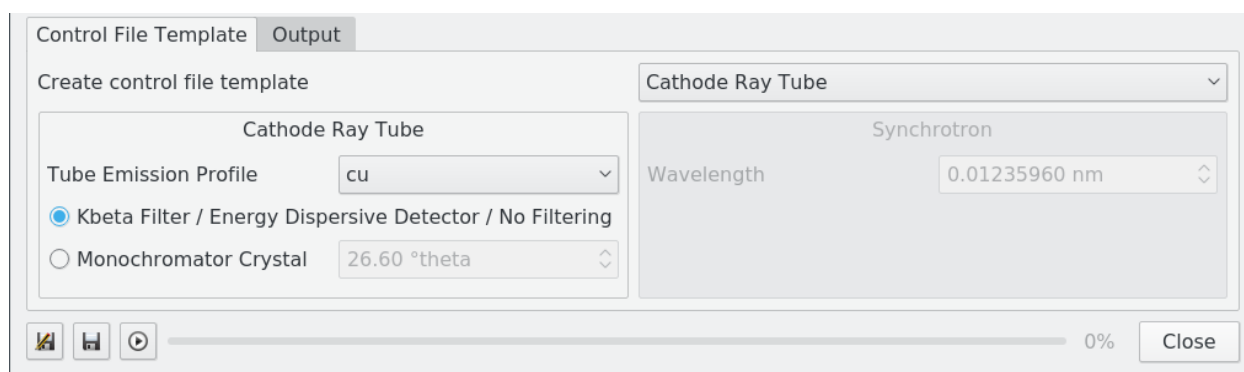 Control File Template
Output
Create control file template
Cathode Ray Tube
Cathode Ray Tube
Tube Emission Profile
cu
Kbeta Filter / Energy Dispersive Detector / No Filtering
Monochromator Crystal
26.60 °theta
Synchrotron
Wavelength
0.01235960 nm
0%
Close